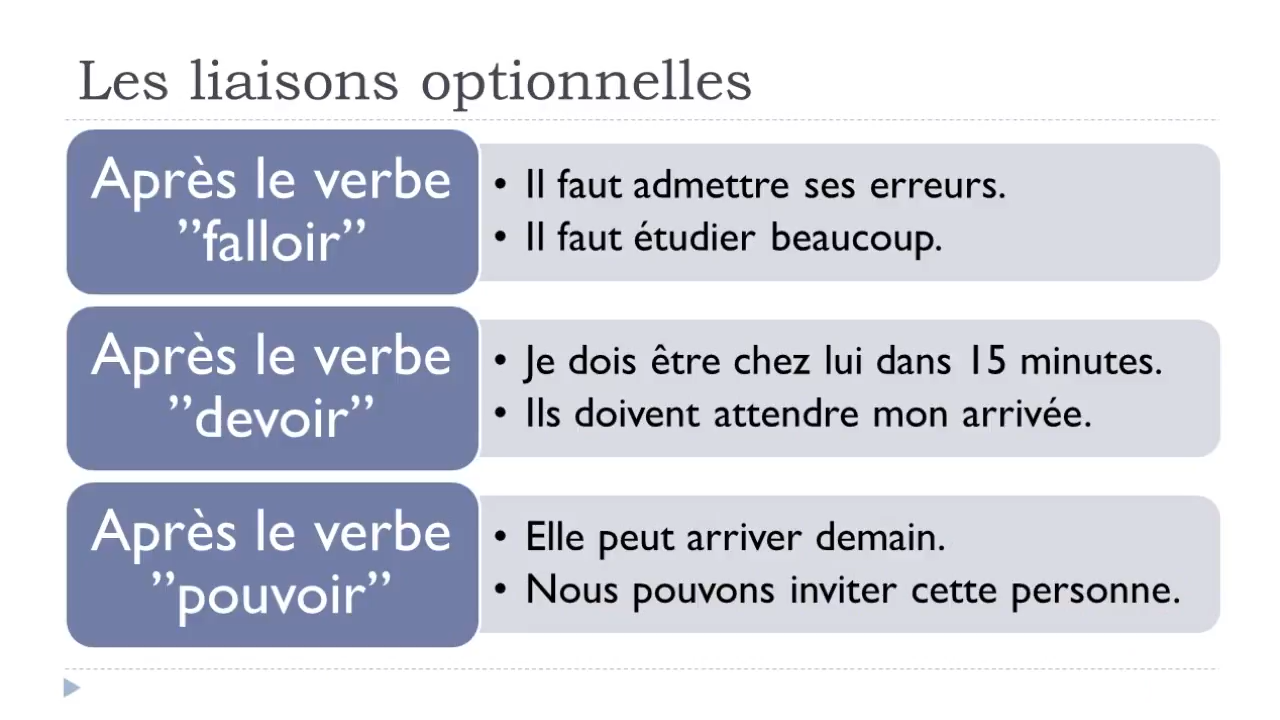 Les liaisons optionnelles
Après le verbe
”falloir”
• Il faut admettre ses erreurs.
• Il faut étudier beaucoup.
Après le verbe
”devoir”
• Je dois être chez lui dans 15 minutes.
• Ils doivent attendre mon arrivée.
Après le verbe
”pouvoir”
• Elle peut arriver demain.
• Nous pouvons inviter cette personne.